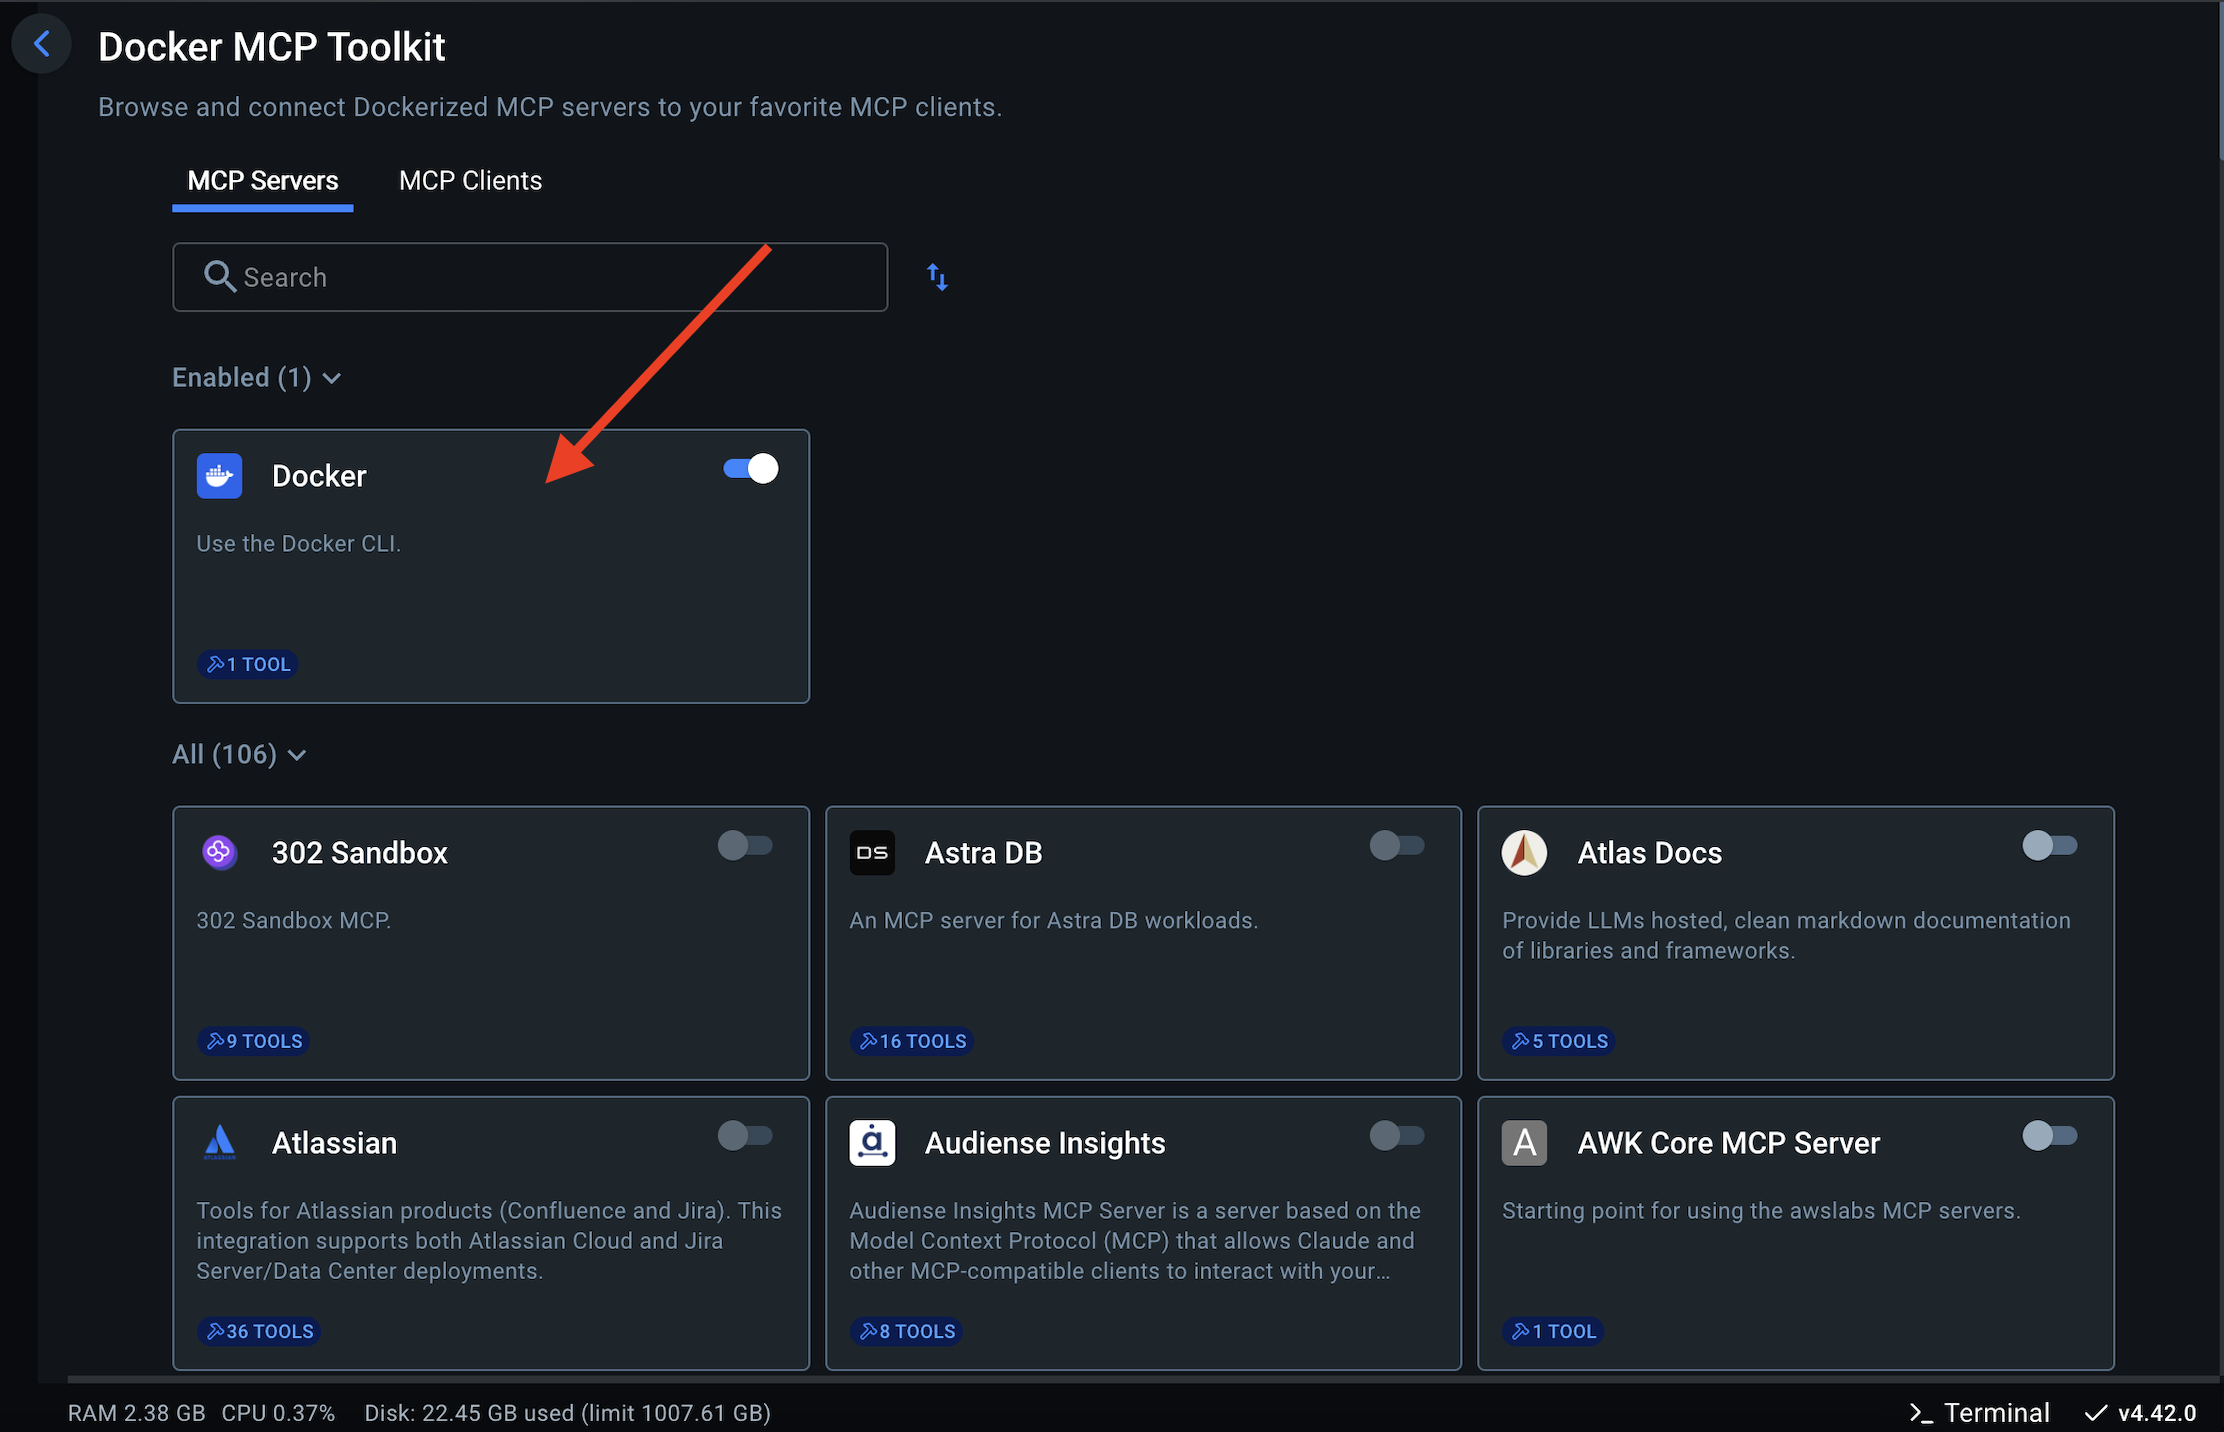 Docker MCP Toolkit
Browse and connect Dockerized MCP servers to your favorite MCP clients.
MCP Servers
MCP Clients
Search
Enabled (1)
Docker
Use the Docker CLI.
1 TOOL
All (106)
302 Sandbox
302 Sandbox MCP.
9 TOOLS
DS
Astra DB
An MCP server for Astra DB workloads.
16 TOOLS
Atlas Docs
Provide LLMs hosted, clean markdown documentation
of libraries and frameworks.
5 TOOLS
ATLASSIAN
Atlassian
Tools for Atlassian products (Confluence and Jira). This
integration supports both Atlassian Cloud and Jira
Server/Data Center deployments.
36 TOOLS
a
Audiense Insights
Audiense Insights MCP Server is a server based on the
Model Context Protocol (MCP) that allows Claude and
other MCP-compatible clients to interact with your...
8 TOOLS
A
AWK Core MCP Server
Starting point for using the awslabs MCP servers.
1 TOOL
RAM 2.38 GB CPU 0.37% Disk: 22.45 GB used (limit 1007.61 GB)
>_ Terminal
v4.42.0